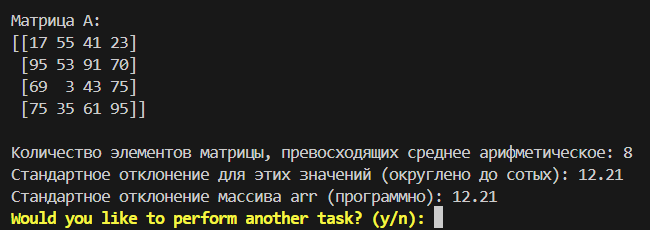 Матрица A:
[[17 55 41 23]
 [95 53 91 70]
 [69  3 43 75]
 [75 35 61 95]]
Количество элементов матрицы, превосходящих среднее арифметическое: 8
Стандартное отклонение для этих значений (округлено до сотых): 12.21
Стандартное отклонение массива arr (программно): 12.21
Would you like to perform another task? (y/n):